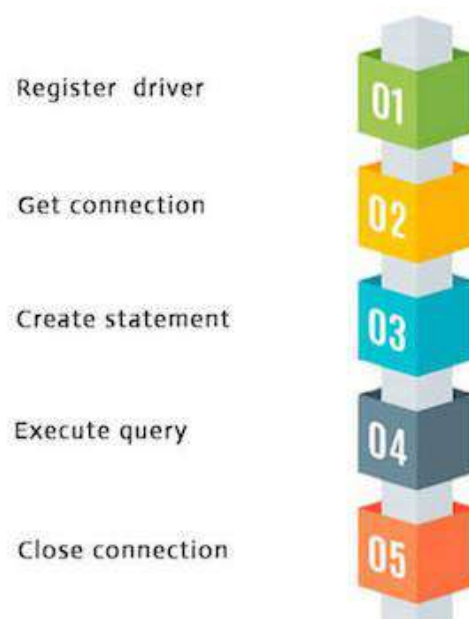 Register driver
01
Get connection
02
Create statement
03
Execute query
04
Close connection
05